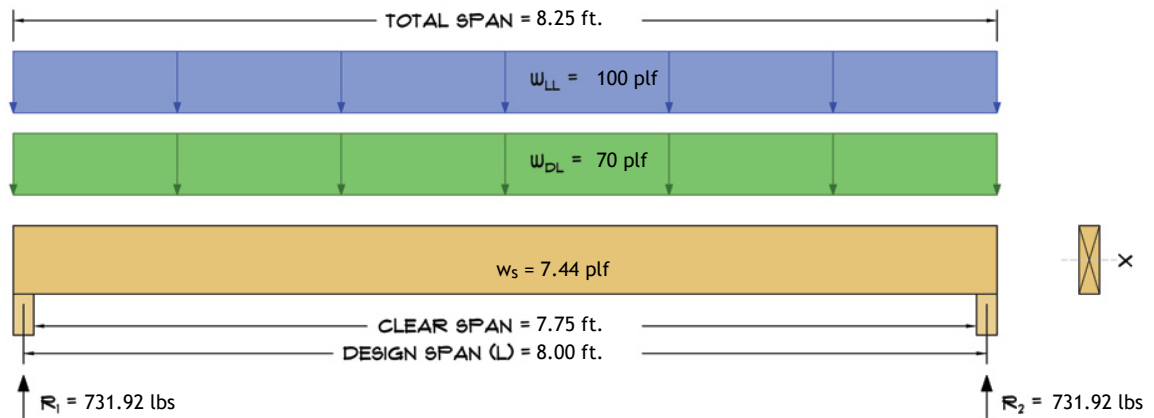 TOTAL SPAN = 8.25 ft.
WLL = 100 plf
WDL = 70 plf
ws = 7.44 plf
X
CLEAR SPAN = 7.75 ft.
DESIGN SPAN (L) = 8.00 ft.
R1 = 731.92 lbs
R2 = 731.92 lbs